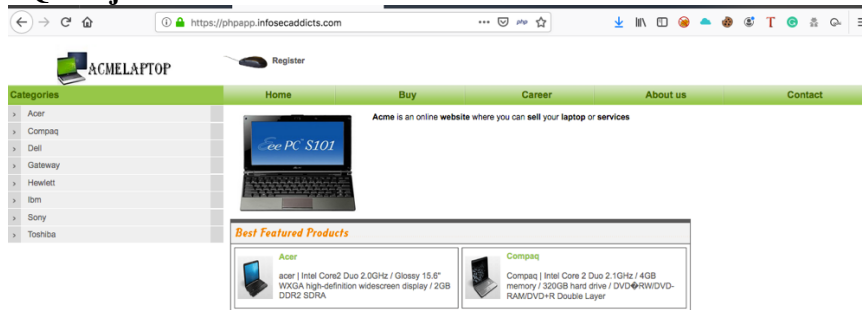 https://phpapp.infosecaddicts.com
php
ACMELAPTOP
Register
Categories
Home Buy Career About us Contact
Acer
Compaq
Dell
Gateway
Hewlett
Ibm
Sony
Toshiba
Acme is an online website where you can sell your laptop or services
Eee PC S101
Best Featured Products
Acer
acer | Intel Core2 Duo 2.0GHz / Glossy 15.6"
WXGA high-definition widescreen display / 2GB
DDR2 SDRA
Compaq
Compaq | Intel Core 2 Duo 2.1GHz / 4GB
memory / 320GB hard drive / DVD�RW/DVD-
RAM/DVD+R Double Layer